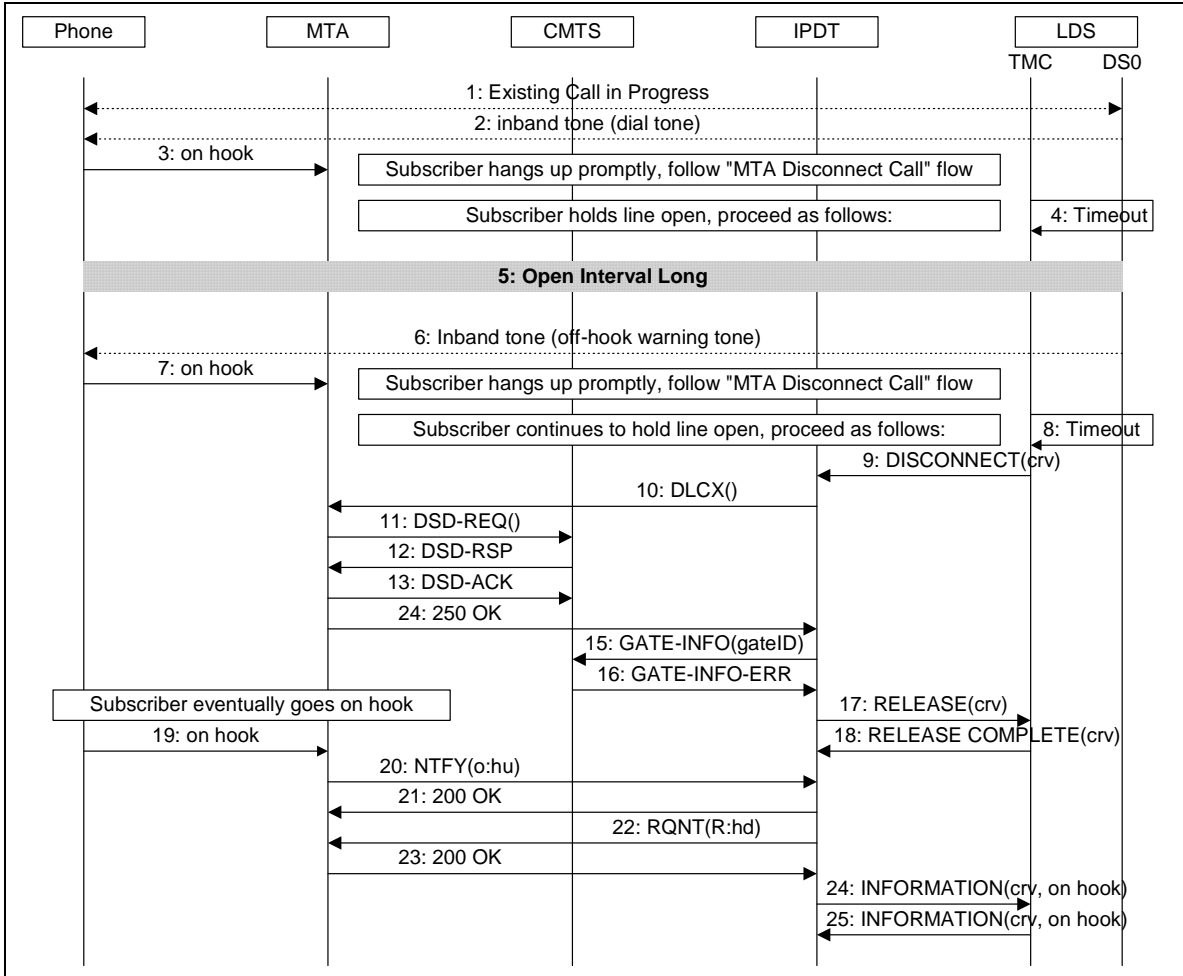 Phone MTA CMTS IPDT LDS
TMC DS0
1: Existing Call in Progress
2: inband tone (dial tone)
3: on hook
Subscriber hangs up promptly, follow "MTA Disconnect Call" flow
Subscriber holds line open, proceed as follows:
4: Timeout
5: Open Interval Long
6: Inband tone (off-hook warning tone)
7: on hook
Subscriber hangs up promptly, follow "MTA Disconnect Call" flow
Subscriber continues to hold line open, proceed as follows:
8: Timeout
9: DISCONNECT(crv)
10: DLCX()
11: DSD-REQ()
12: DSD-RSP
13: DSD-ACK
24: 250 OK
15: GATE-INFO(gateID)
16: GATE-INFO-ERR
Subscriber eventually goes on hook
17: RELEASE(crv)
19: on hook
18: RELEASE COMPLETE(crv)
20: NTFY(o:hu)
21: 200 OK
22: RQNT(R:hd)
23: 200 OK
24: INFORMATION(crv, on hook)
25: INFORMATION(crv, on hook)